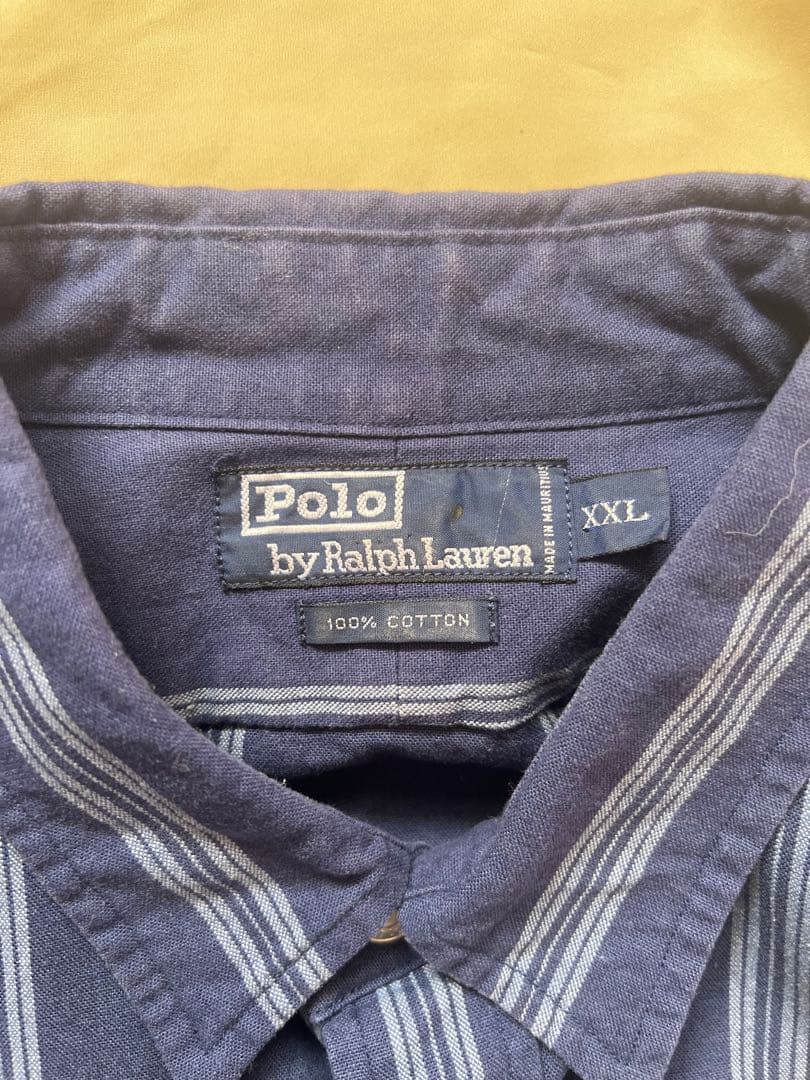 Polo
by Ralph Lauren
MADE IN MAURITIUS
XXL
100% COTTON